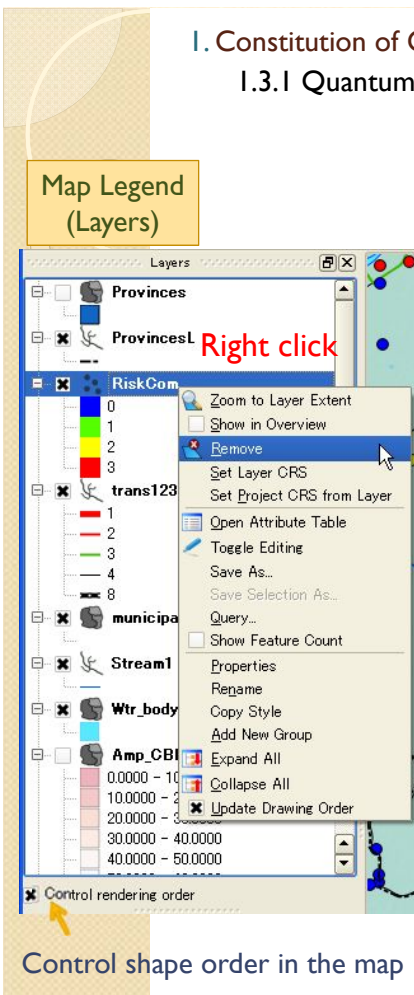 1. Constitution of
1.3.1 Quantum
Map Legend
(Layers)
Layers
Provinces
ProvincesL
Right click
RiskCom
0
1
2
3
trans123
1
2
3
4
8
municipa
Stream1
Wtr_body
Amp_CBI
0.0000 - 10
10.0000 - 2
20.0000 - 30.0000
30.0000 - 40.0000
40.0000 - 50.0000
Zoom to Layer Extent
Show in Overview
Remove
Set Layer CRS
Set Project CRS from Layer
Open Attribute Table
Toggle Editing
Save As...
Save Selection As...
Query...
Show Feature Count
Properties
Rename
Copy Style
Add New Group
Expand All
Collapse All
Update Drawing Order
Control rendering order
Control shape order in the map